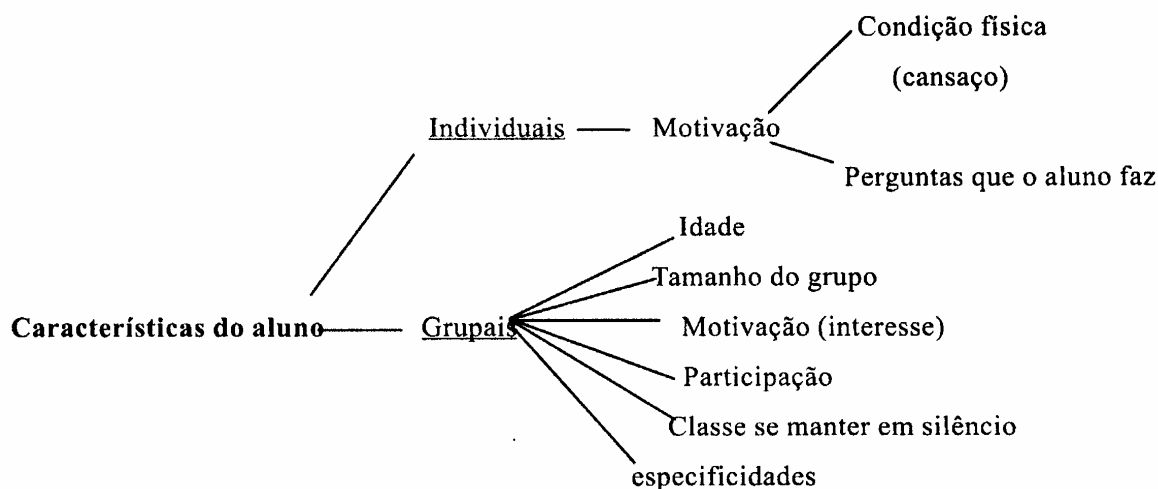 Condição física
(cansaço)
Individuais
Motivação
Perguntas que o aluno faz
Idade
Tamanho do grupo
Características do aluno
Grupais
Motivação (interesse)
Participação
Classe se manter em silêncio
especificidades